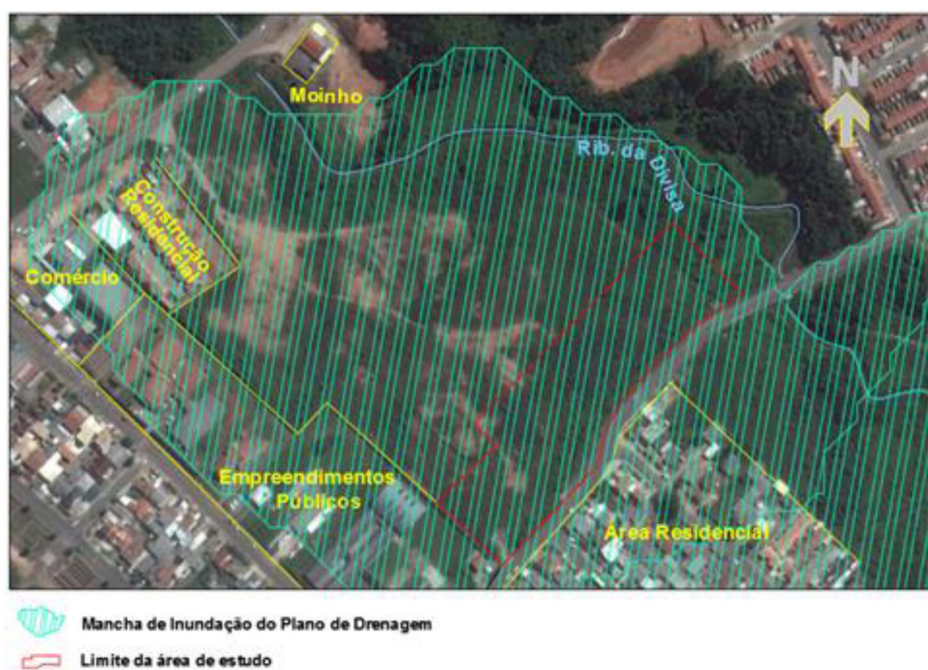 N
Moinho
Rib. da Divisa
Construção
Residencial
Comércio
Empreendimentos
Públicos
Área Residencial
Mancha de Inundação do Plano de Drenagem
Limite da área de estudo